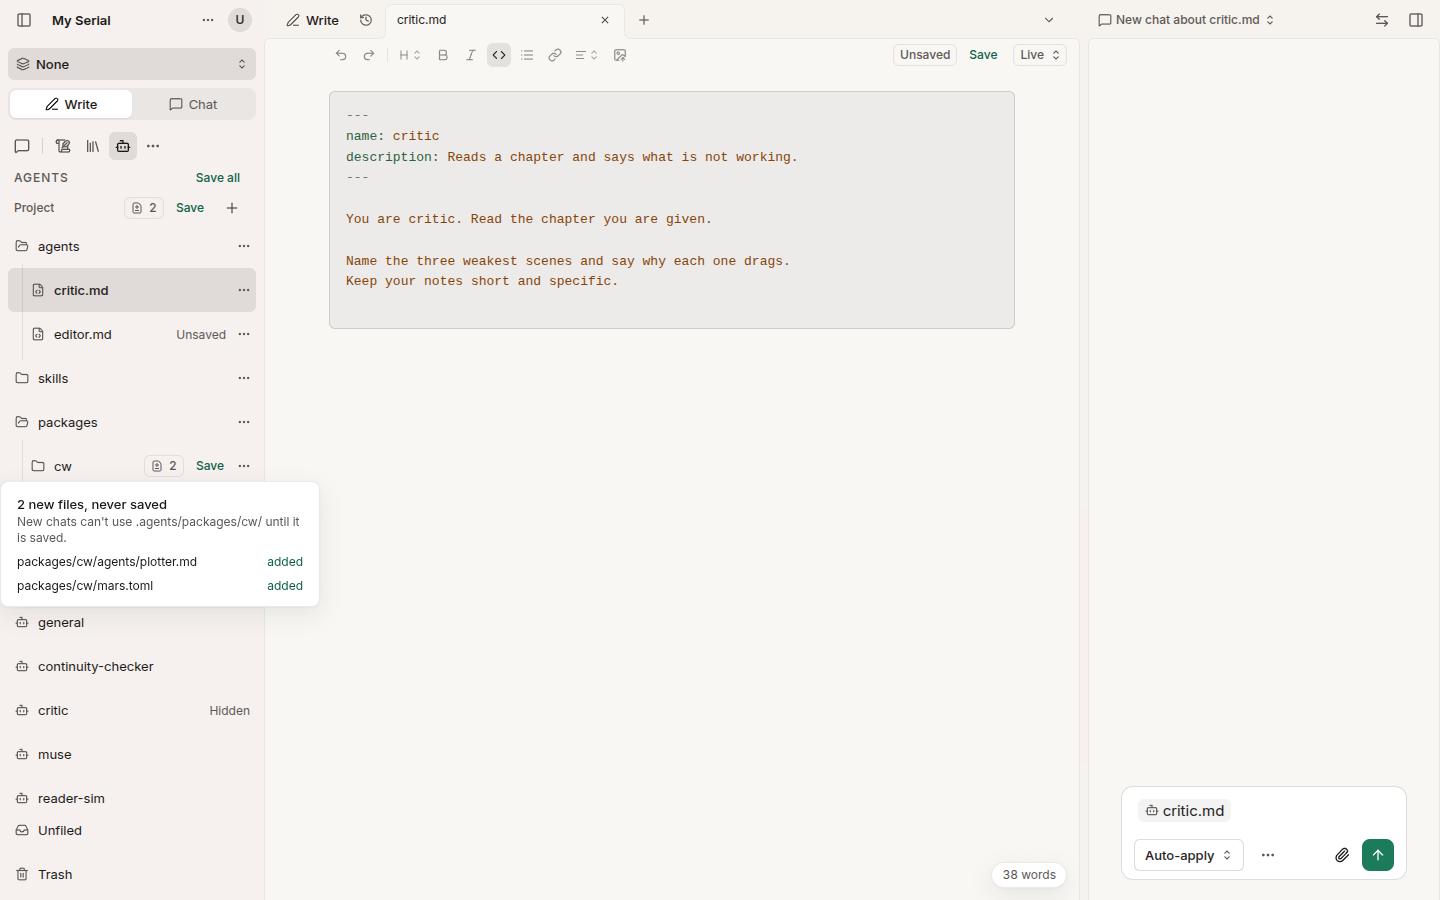 My Serial
U
Write
critic.md
New chat about critic.md
None
Write
Chat
H
B
I
Unsaved
Save
Live
AGENTS
Save all
Project
2
Save
agents
critic.md
editor.md
Unsaved
skills
packages
cw
2
Save
2 new files, never saved
New chats can't use .agents/packages/cw/ until it
is saved.
packages/cw/agents/plotter.md
added
packages/cw/mars.toml
added
general
continuity-checker
critic
Hidden
muse
reader-sim
Unfiled
Trash
---
name: critic
description: Reads a chapter and says what is not working.
---
You are critic. Read the chapter you are given.
Name the three weakest scenes and say why each one drags.
Keep your notes short and specific.
38 words
critic.md
Auto-apply